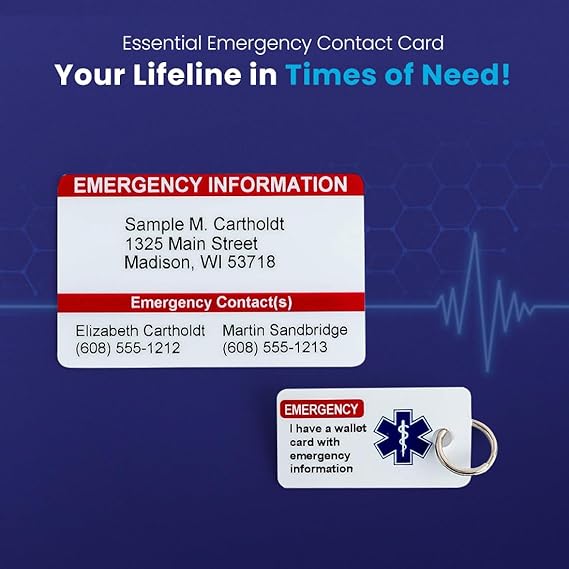 Essential Emergency Contact Card
Your Lifeline in Times of Need!
EMERGENCY INFORMATION
Sample M. Cartholdt
1325 Main Street
Madison, WI 53718
Emergency Contact(s)
Elizabeth Cartholdt Martin Sandbridge
(608) 555-1212 (608) 555-1213
EMERGENCY
I have a wallet
card with
emergency
information